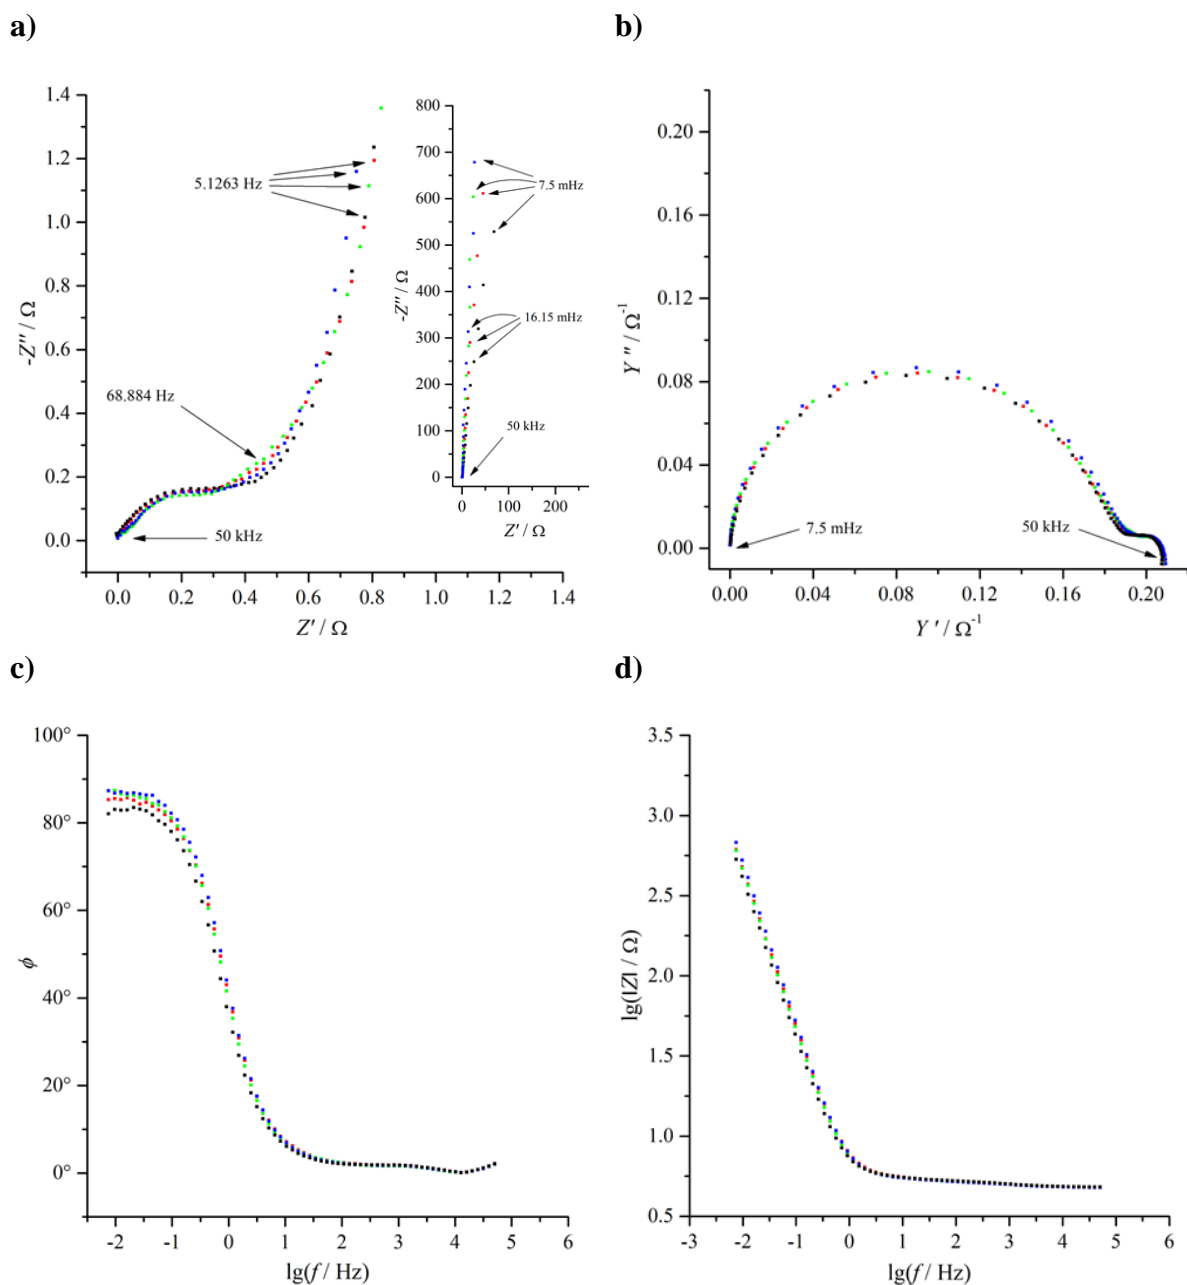 a)
b)
1.4
1.2
1.0
0.8
0.6
0.4
0.2
0.0
-Z'' / Ω
0.0 0.2 0.4 0.6 0.8 1.0 1.2 1.4
Z' / Ω
5.1263 Hz
68.884 Hz
50 kHz
800
700
600
500
400
300
200
100
0
-Z'' / Ω
0 100 200
Z' / Ω
7.5 mHz
16.15 mHz
50 kHz
0.20
0.16
0.12
0.08
0.04
0.00
Y'' / Ω⁻¹
0.00 0.04 0.08 0.12 0.16 0.20
Y' / Ω⁻¹
7.5 mHz
50 kHz
c)
d)
100°
80°
60°
40°
20°
0°
ϕ
-2 -1 0 1 2 3 4 5 6
lg(f / Hz)
3.5
3.0
2.5
2.0
1.5
1.0
0.5
lg(|Z| / Ω)
-3 -2 -1 0 1 2 3 4 5 6
lg(f / Hz)